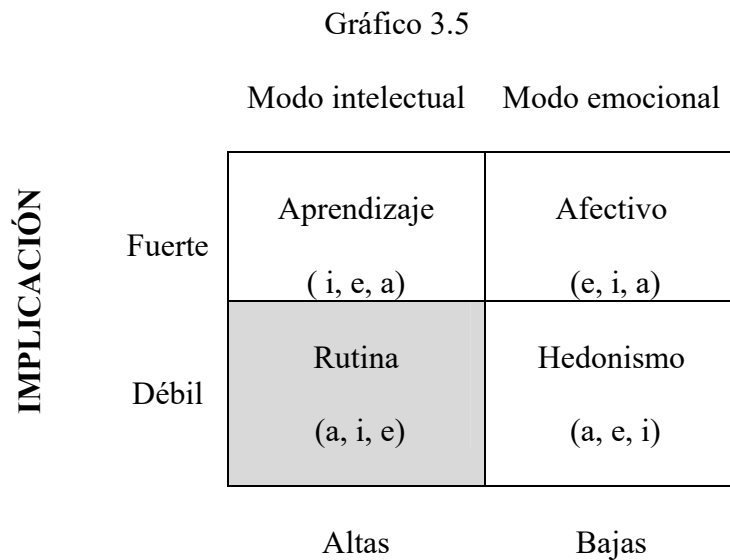 Gráfico 3.5
Modo intelectual Modo emocional
IMPLICACIÓN
Fuerte
Aprendizaje
( i, e, a)
Afectivo
(e, i, a)
Débil
Rutina
(a, i, e)
Hedonismo
(a, e, i)
Altas Bajas